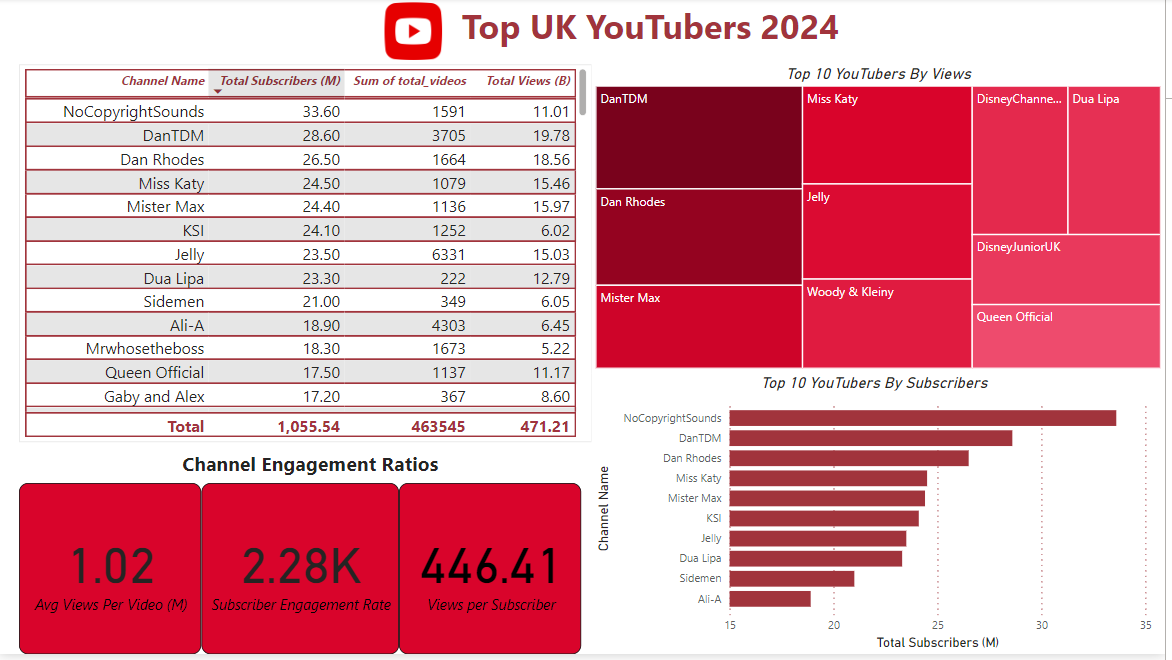 Top UK YouTubers 2024
Channel Name Total Subscribers (M) Sum of total_videos Total Views (B)
NoCopyrightSounds 33.60 1591 11.01
DanTDM 28.60 3705 19.78
Dan Rhodes 26.50 1664 18.56
Miss Katy 24.50 1079 15.46
Mister Max 24.40 1136 15.97
KSI 24.10 1252 6.02
Jelly 23.50 6331 15.03
Dua Lipa 23.30 222 12.79
Sidemen 21.00 349 6.05
Ali-A 18.90 4303 6.45
Mrwhosetheboss 18.30 1673 5.22
Queen Official 17.50 1137 11.17
Gaby and Alex 17.20 367 8.60
Total 1,055.54 463545 471.21
Top 10 YouTubers By Views
DanTDM
Dan Rhodes
Mister Max
Miss Katy
Jelly
Woody & Kleiny
DisneyChanne...
Dua Lipa
DisneyJuniorUK
Queen Official
Channel Engagement Ratios
1.02
Avg Views Per Video (M)
2.28K
Subscriber Engagement Rate
446.41
Views per Subscriber
Top 10 YouTubers By Subscribers
Channel Name
NoCopyrightSounds
DanTDM
Dan Rhodes
Miss Katy
Mister Max
KSI
Jelly
Dua Lipa
Sidemen
Ali-A
15 20 25 30 35
Total Subscribers (M)